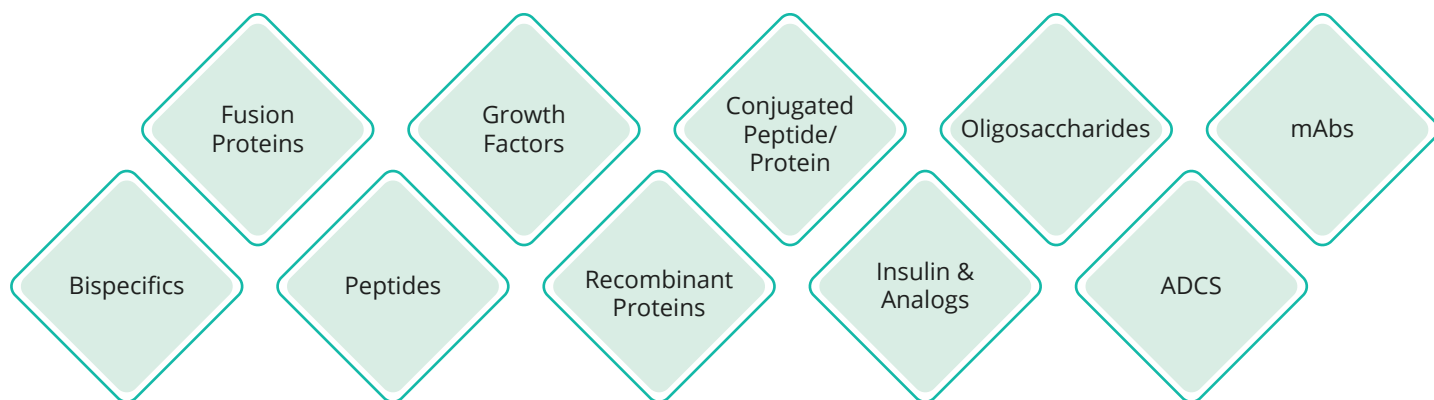 Fusion
Proteins
Growth
Factors
Conjugated
Peptide/
Protein
Oligosaccharides
mAbs
Bispecifics
Peptides
Recombinant
Proteins
Insulin &
Analogs
ADCS